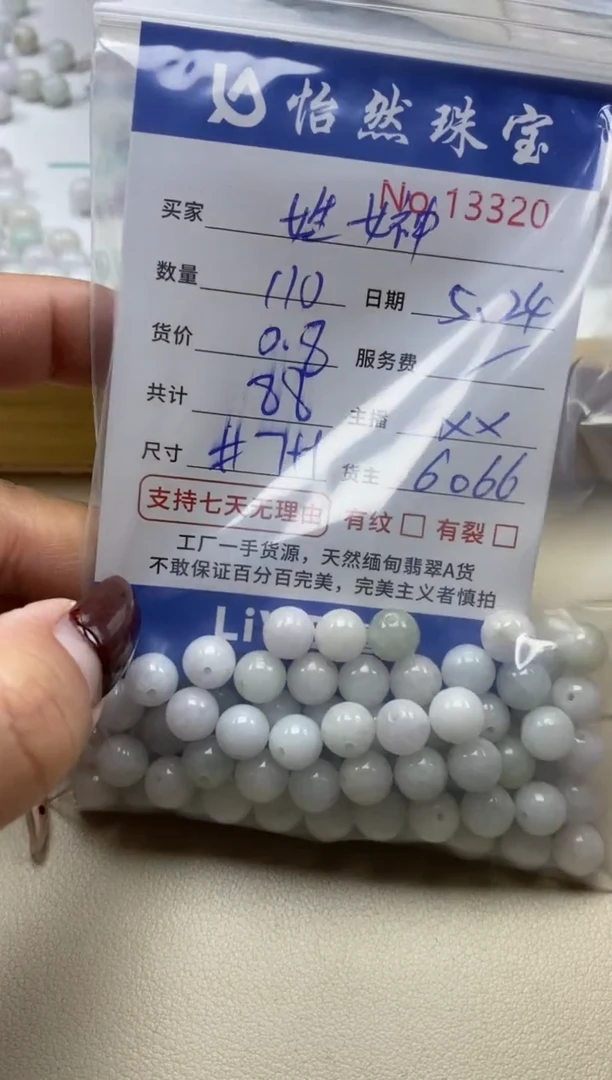 怡然珠宝
No 13320
买家 姓 女神
数量 110 日期 5.24
货价 0.8 服务费 /
共计 88 主播 XX
尺寸 #7H 货主 6066
支持七天无理由 有纹 □ 有裂 □
工厂一手货源，天然缅甸翡翠A货
不敢保证百分百完美，完美主义者慎拍